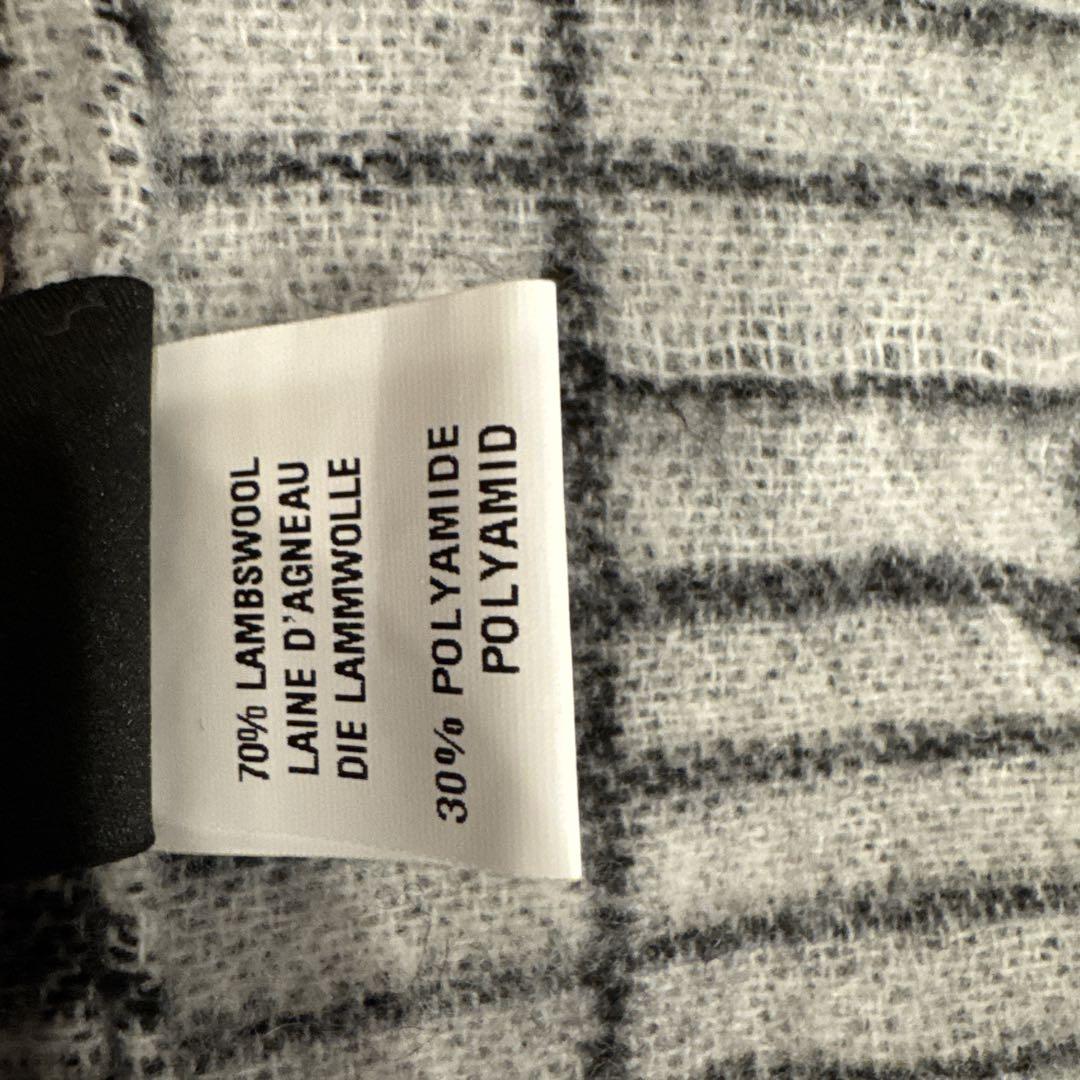 70% LAMBSWOOL
LAINE D'AGNEAU
DIE LAMMWOLLE
30% POLYAMIDE
POLYAMID